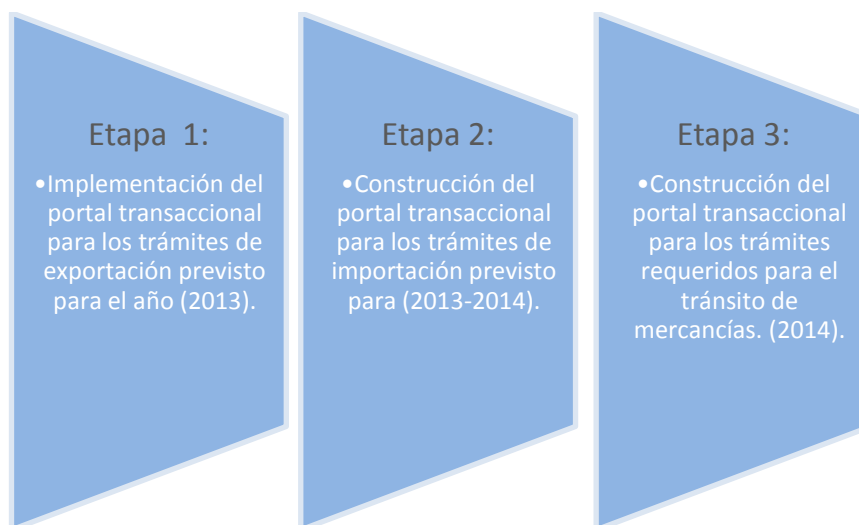 Etapa 1:
•Implementación del
portal transaccional
para los trámites de
exportación previsto
para el año (2013).
Etapa 2:
•Construcción del
portal transaccional
para los trámites de
importación previsto
para (2013-2014).
Etapa 3:
•Construcción del
portal transaccional
para los trámites
requeridos para el
tránsito de
mercancías. (2014).